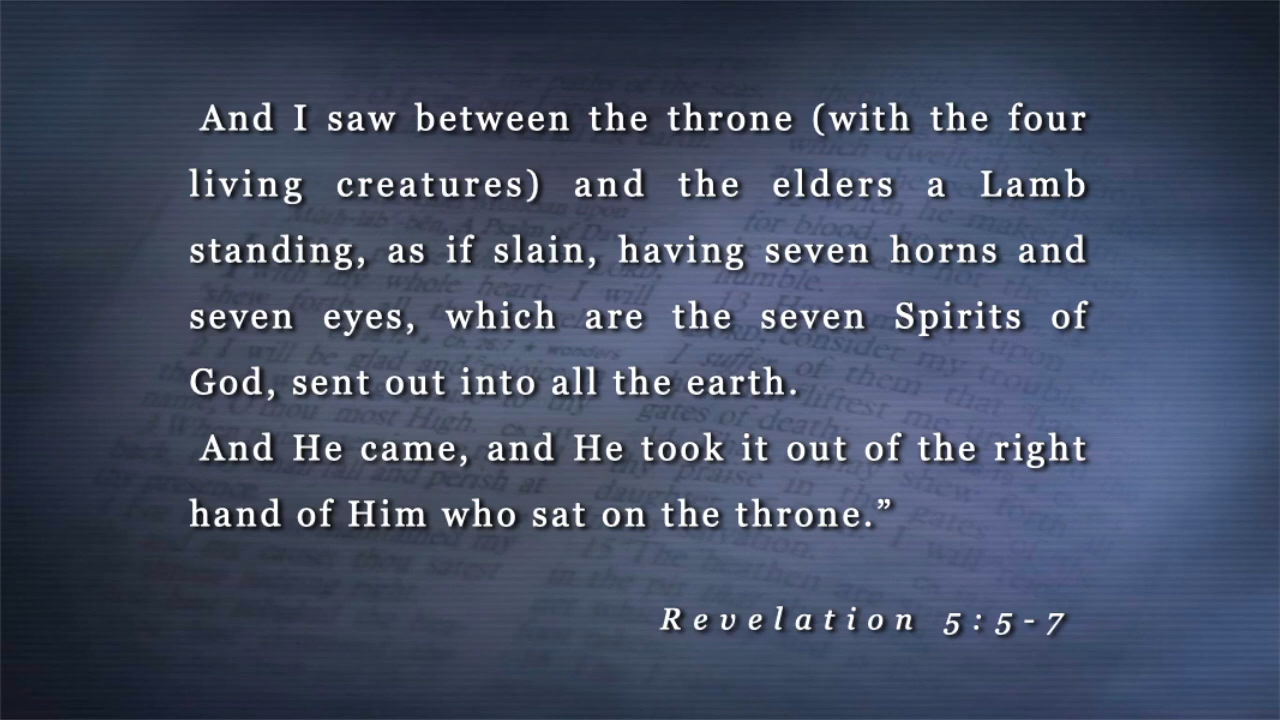 And I saw between the throne (with the four
living creatures) and the elders a Lamb
standing, as if slain, having seven horns and
seven eyes, which are the seven Spirits of
God, sent out into all the earth.
And He came, and He took it out of the right
hand of Him who sat on the throne.”
Revelation 5:5-7